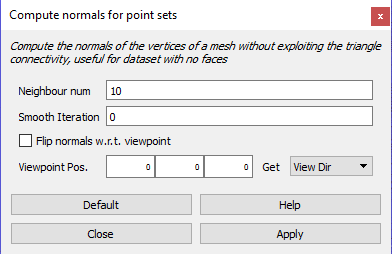 Compute normals for point sets
x
Compute the normals of the vertices of a mesh without exploiting the triangle
connectivity, useful for dataset with no faces
Neighbour num 10
Smooth Iteration 0
Flip normals w.r.t. viewpoint
Viewpoint Pos. 0 0 0 Get View Dir
Default Help
Close Apply